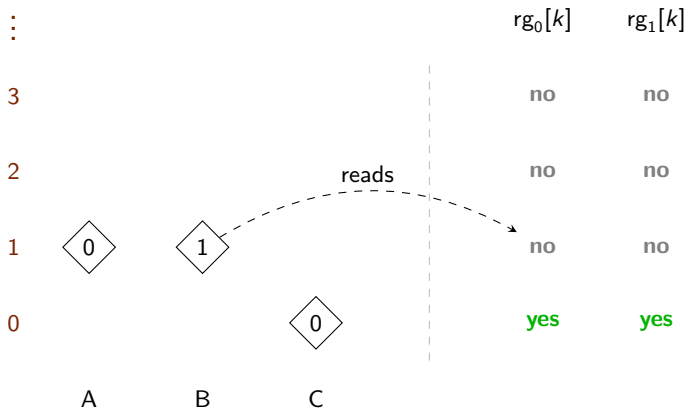 ⋮ rg₀[k] rg₁[k]
3 no no
reads
2 no no
1 0 1 no no
0 0 yes yes
A B C